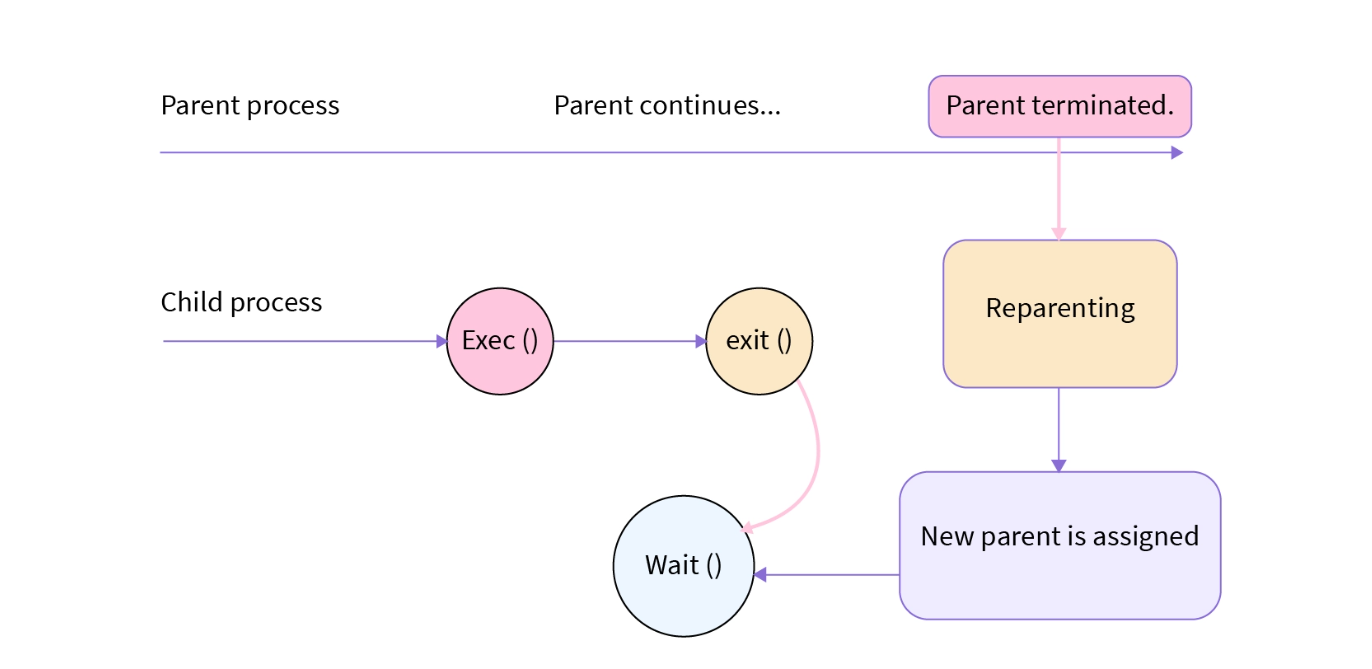 Parent process
Parent continues...
Parent terminated.
Child process
Exec ()
exit ()
Reparenting
Wait ()
New parent is assigned